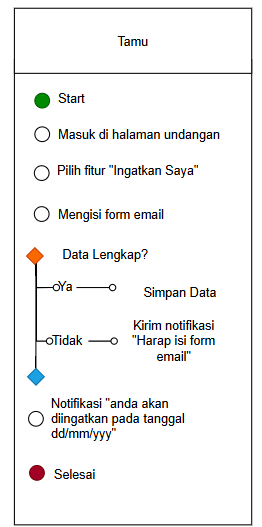 Tamu
Start
Masuk di halaman undangan
Pilih fitur "Ingatkan Saya"
Mengisi form email
Data Lengkap?
Ya
Simpan Data
Kirim notifikasi
Tidak
"Harap isi form
email"
Notifikasi "anda akan
diingatkan pada tanggal
dd/mm/yyy"
Selesai